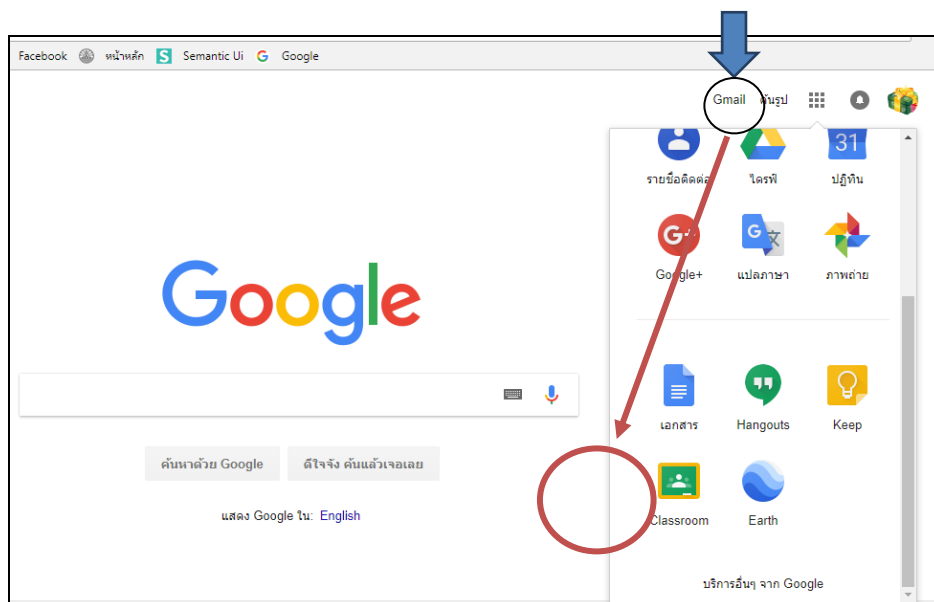 Facebook หน้าหลัก S Semantic Ui G Google
Gmail ค้นรูป
31
รายชื่อติดต่อ ไดรฟ์ ปฏิทิน
G+ G 文
Google+ แปลภาษา ภาพถ่าย
Google
เอกสาร Hangouts Keep
ค้นหาด้วย Google ดีใจจัง ค้นแล้วเจอเลย
แสดง Google ใน: English
Classroom Earth
บริการอื่นๆ จาก Google